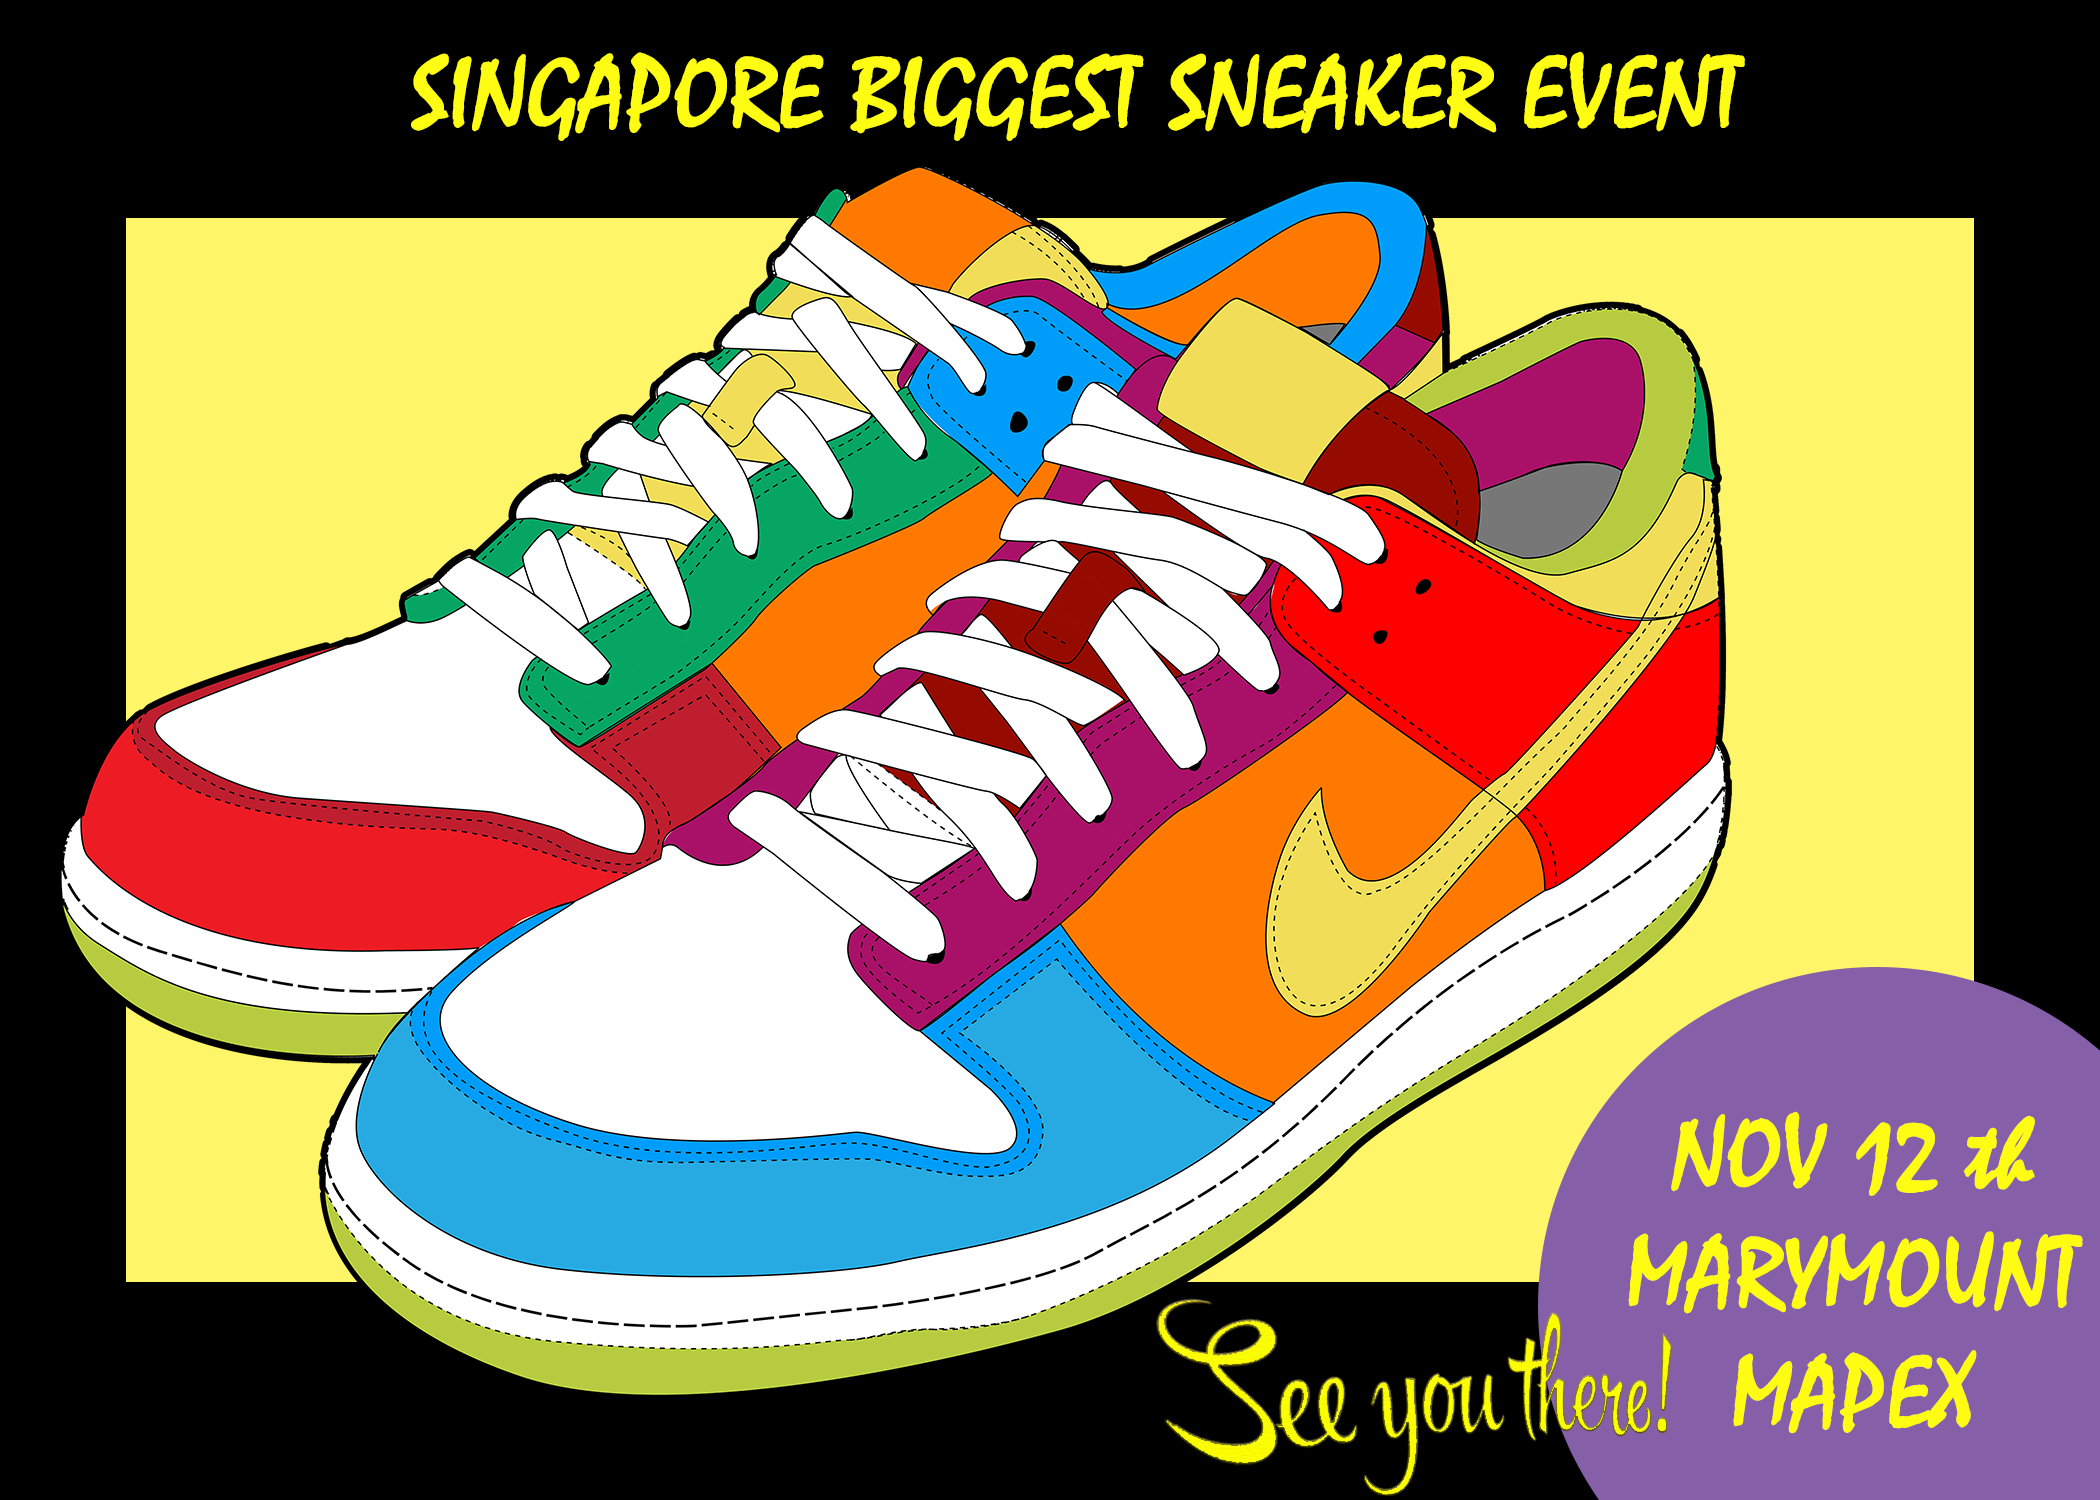 SINGAPORE BIGGEST SNEAKER EVENT
NOV 12 th
MARYMOUNT
MAPEX
See you there!